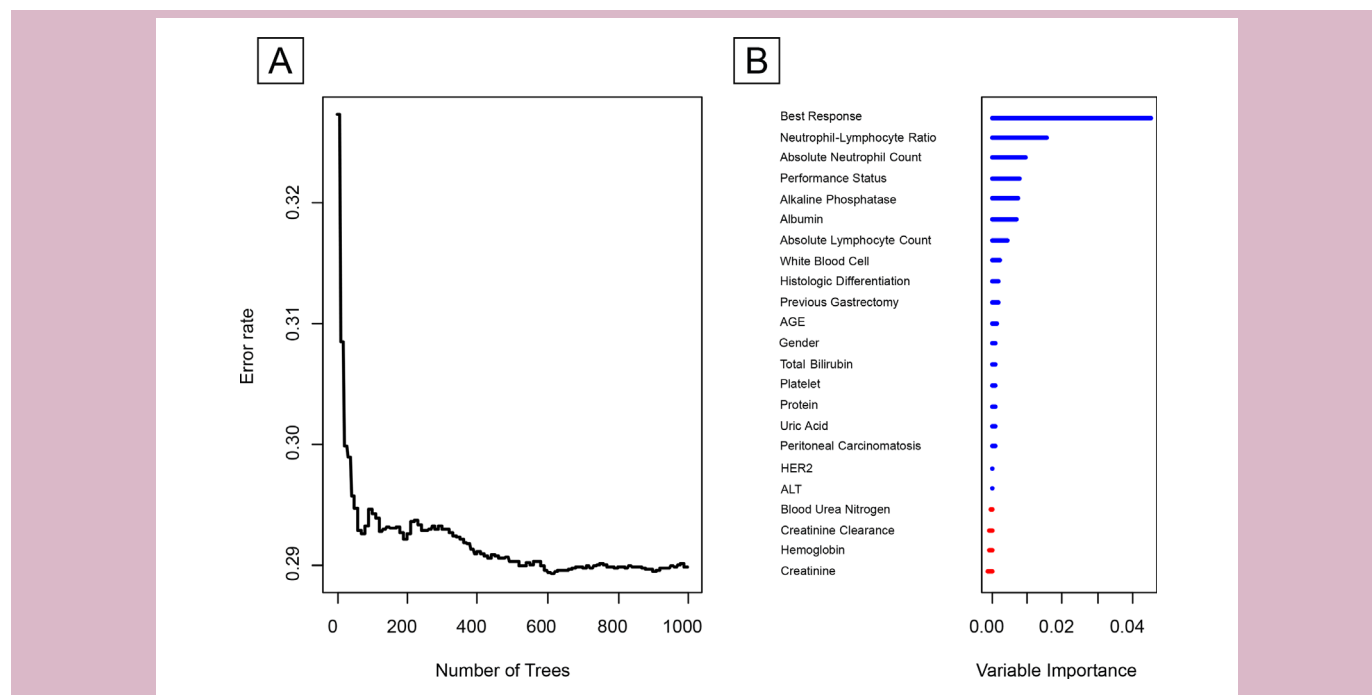 A
B
Error rate
0.32
0.31
0.30
0.29
0 200 400 600 800 1000
Number of Trees
Best Response
Neutrophil-Lymphocyte Ratio
Absolute Neutrophil Count
Performance Status
Alkaline Phosphatase
Albumin
Absolute Lymphocyte Count
White Blood Cell
Histologic Differentiation
Previous Gastrectomy
AGE
Gender
Total Bilirubin
Platelet
Protein
Uric Acid
Peritoneal Carcinomatosis
HER2
ALT
Blood Urea Nitrogen
Creatinine Clearance
Hemoglobin
Creatinine
0.00 0.02 0.04
Variable Importance